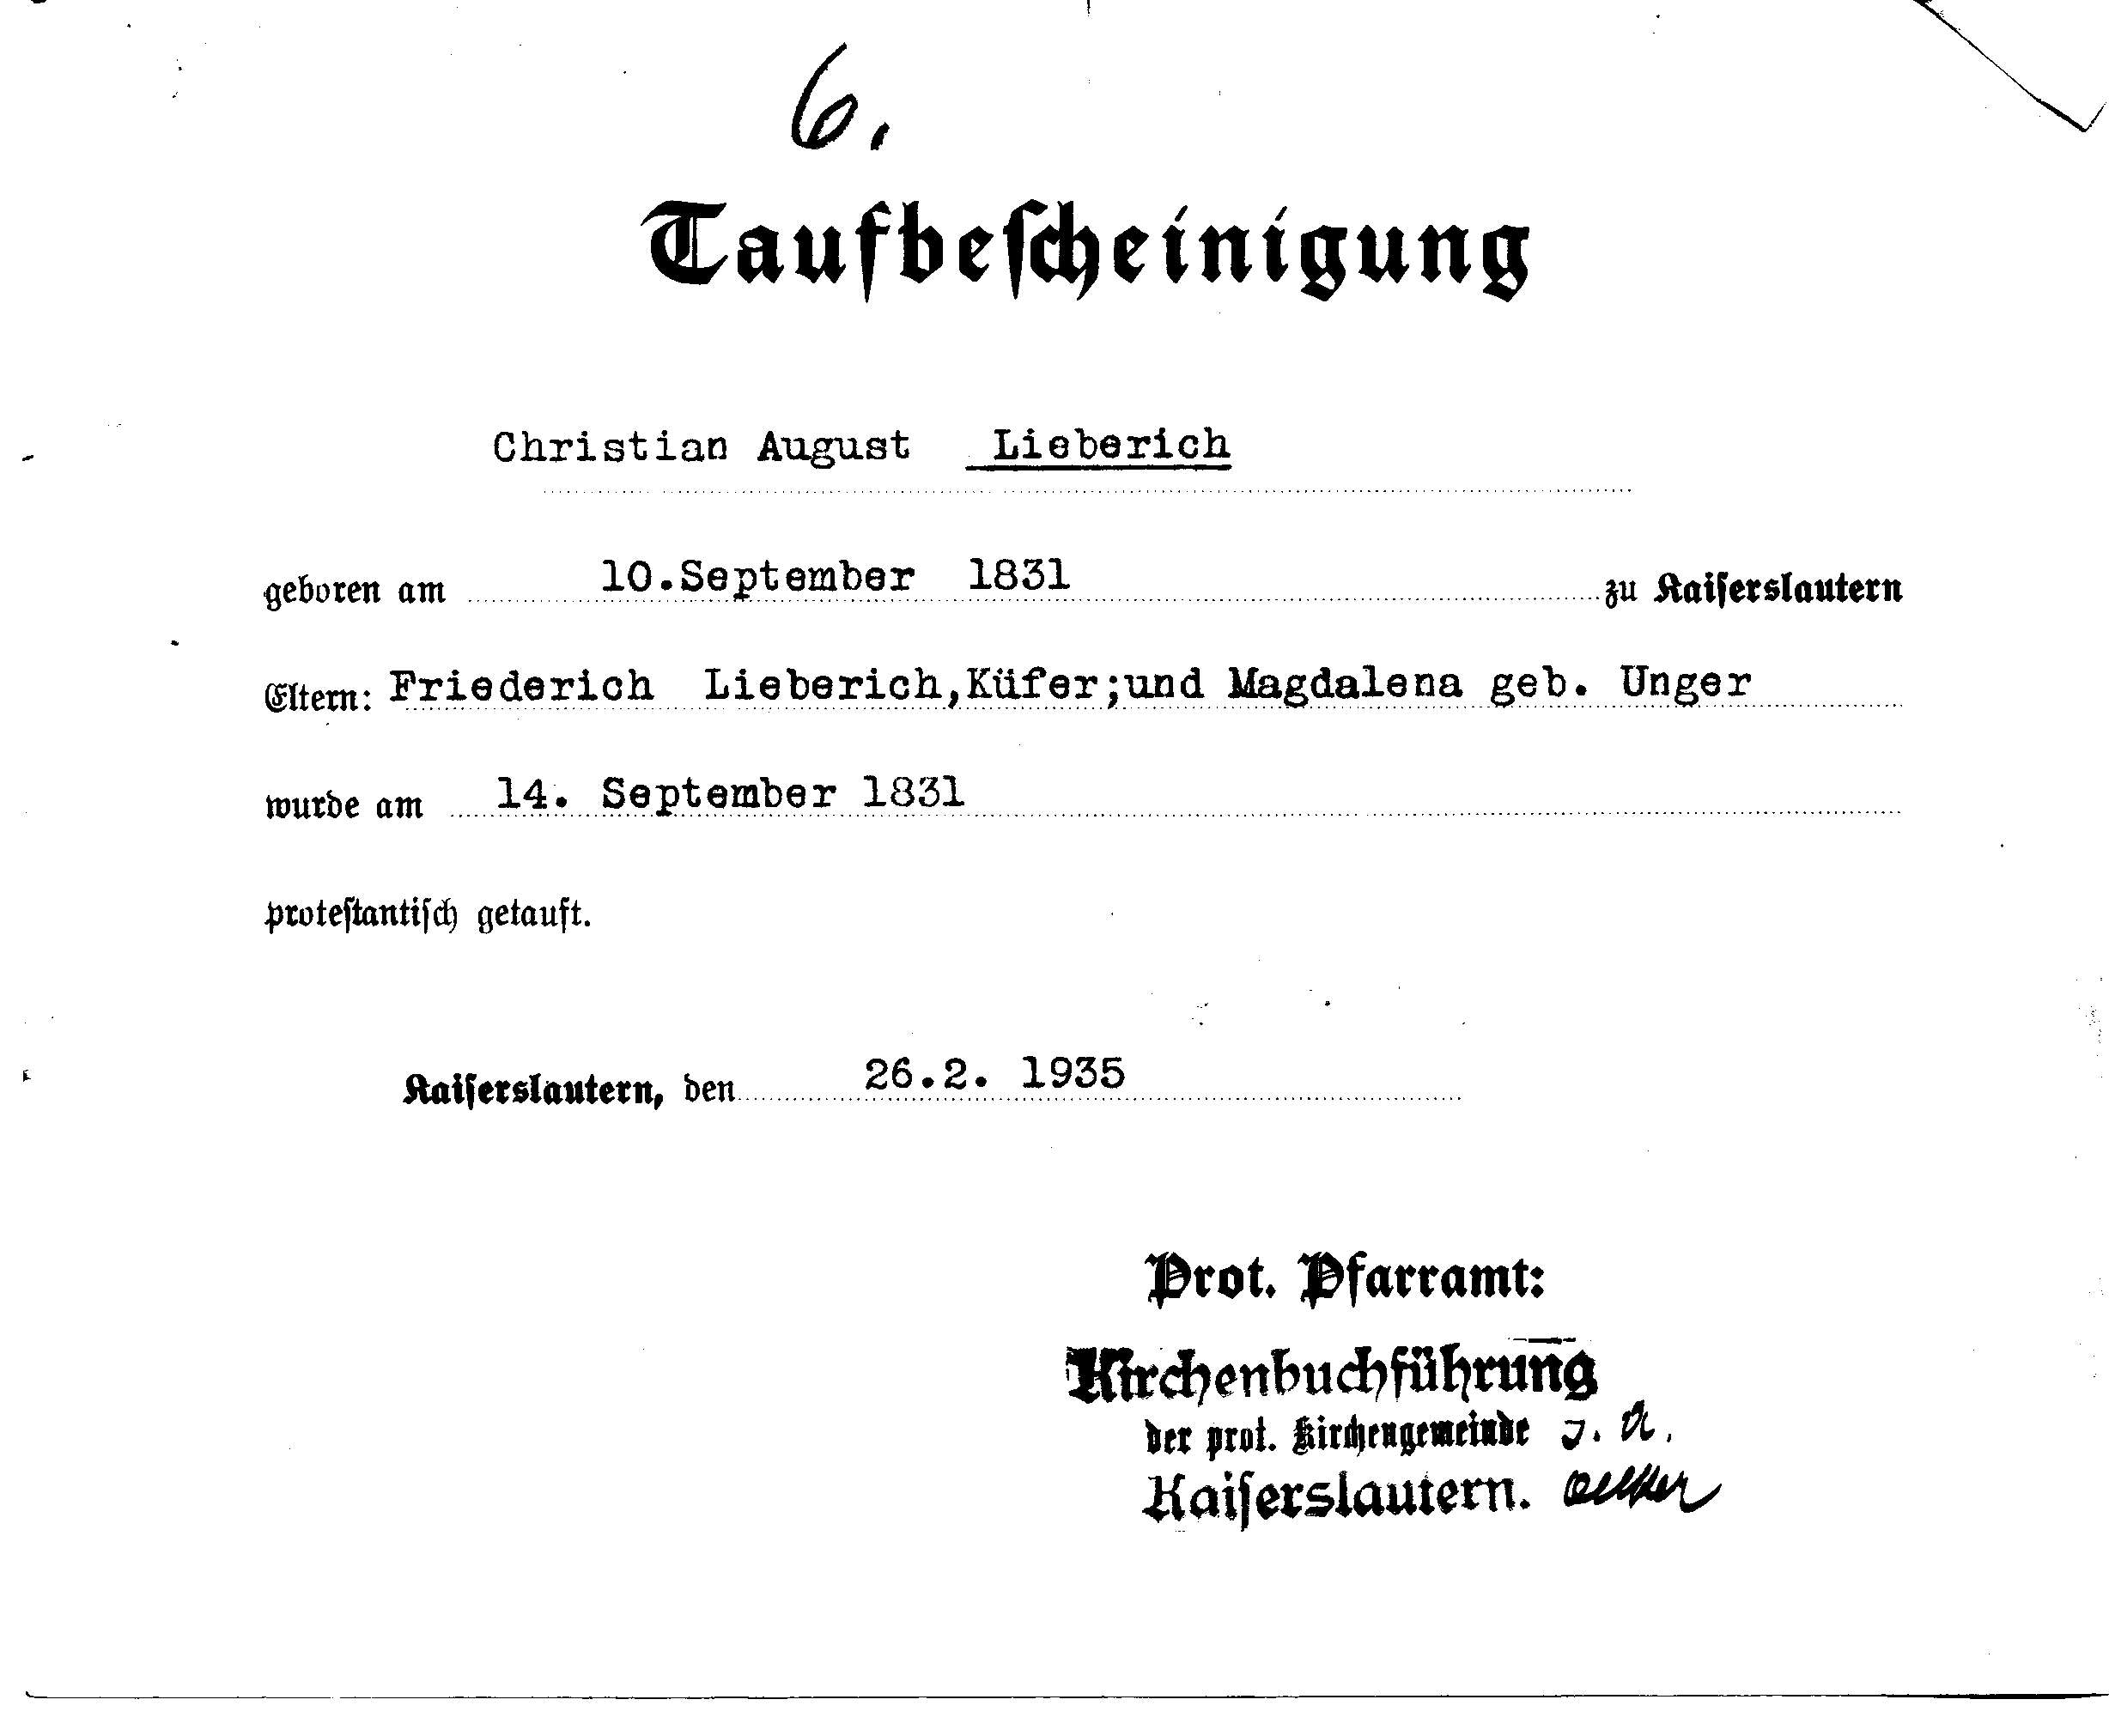 6.
Taufbescheinigung
Christian August Lieberich
geboren am 10.September 1831 zu Kaiserslautern
Eltern: Friederich Lieberich,Küfer;und Magdalena geb. Unger
wurde am 14. September 1831
protestantisch getauft.
Kaiserslautern, den 26.2. 1935
Prot. Pfarramt:
Kirchenbuchführung
der prot. Kirchengemeinde J. A.
Kaiserslautern.